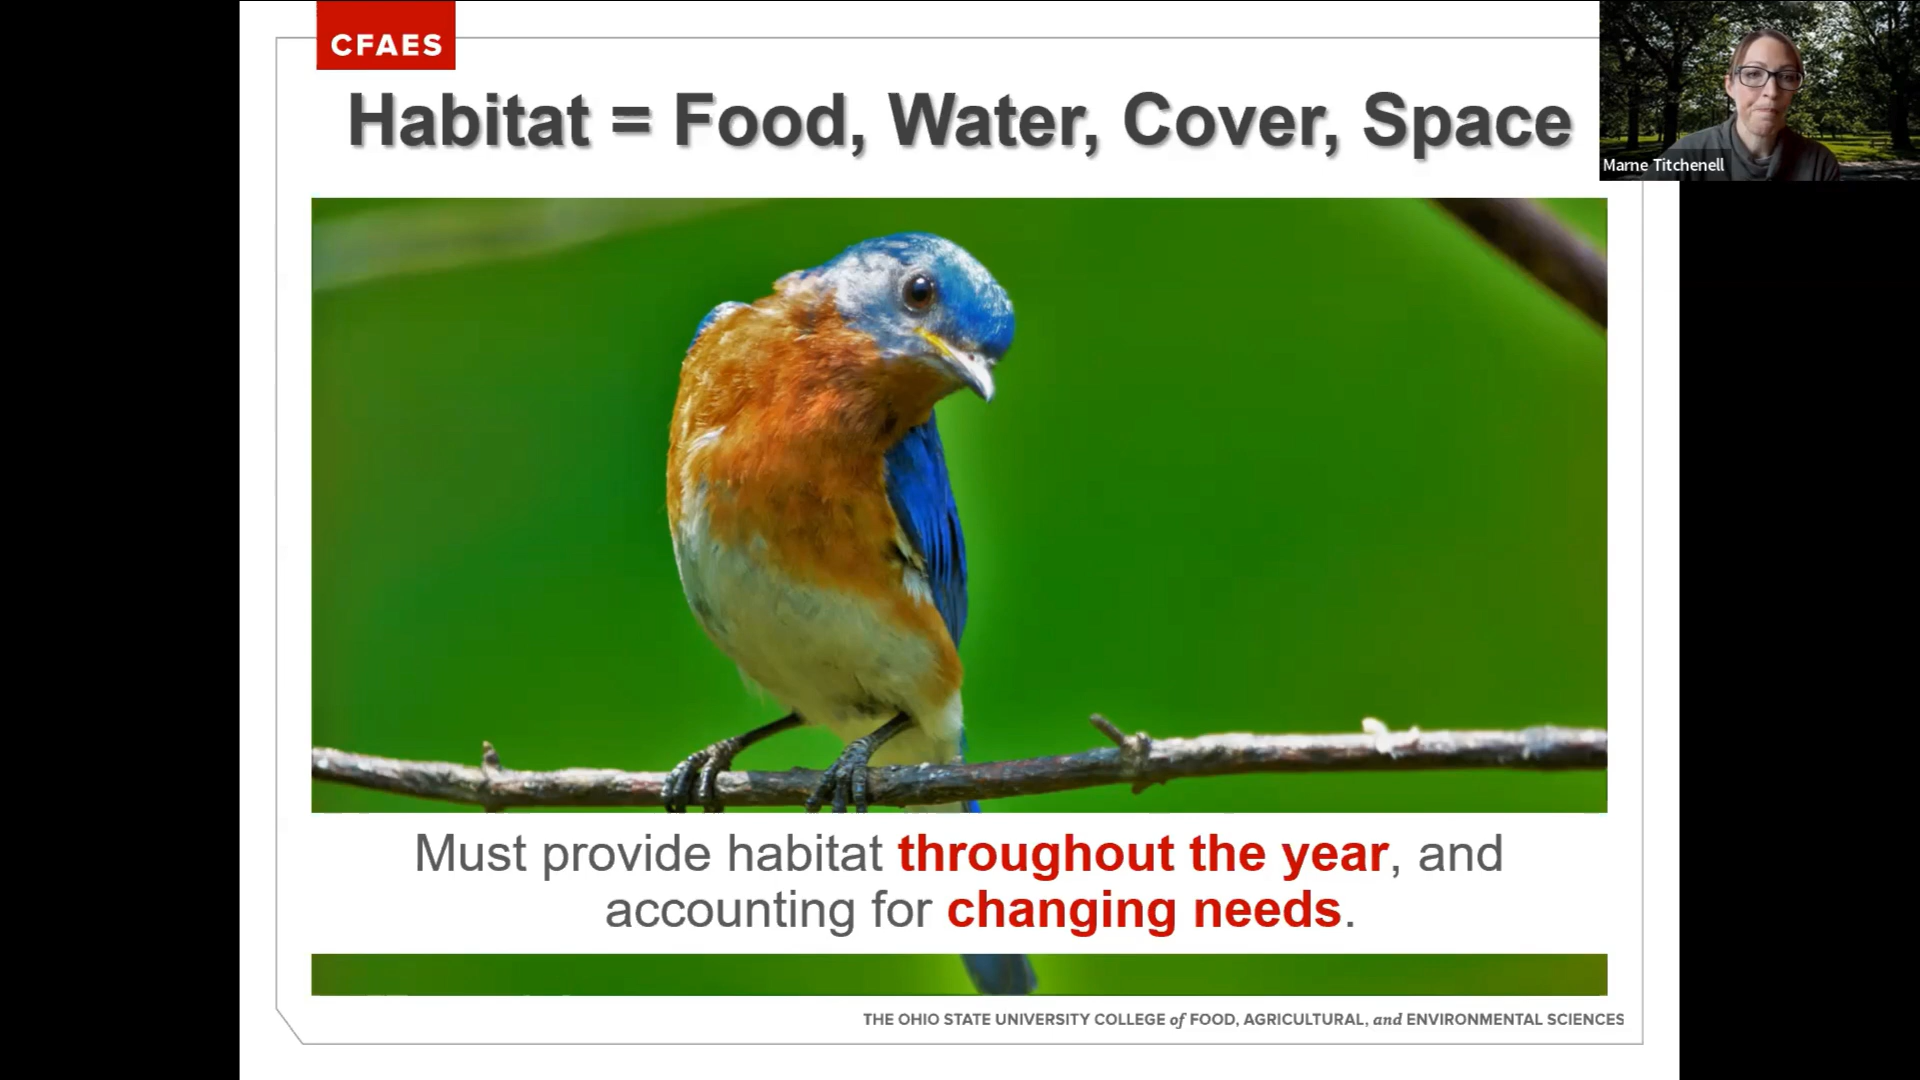 CFAES
Habitat = Food, Water, Cover, Space
Marne Titchenell
Must provide habitat throughout the year, and
accounting for changing needs.
THE OHIO STATE UNIVERSITY COLLEGE of FOOD, AGRICULTURAL, and ENVIRONMENTAL SCIENCES